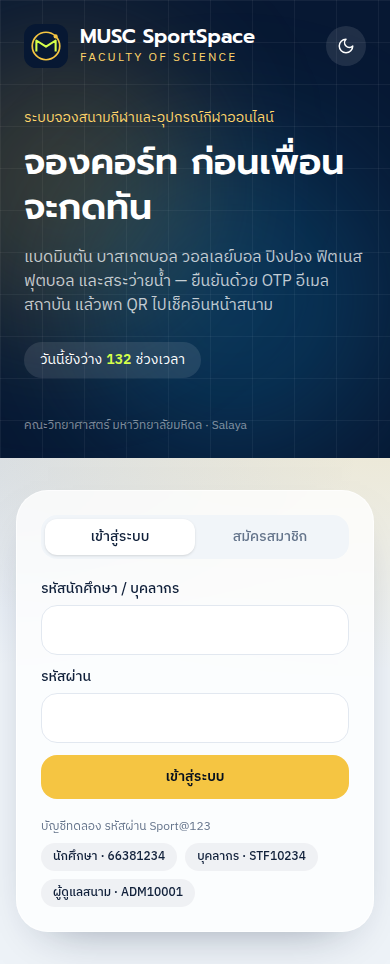 MUSC SportSpace
FACULTY OF SCIENCE
ระบบจองสนามกีฬาและอุปกรณ์กีฬาออนไลน์
จองคอร์ท ก่อนเพื่อน
จะกดทัน
แบดมินตัน บาสเกตบอล วอลเลย์บอล ปิงปอง ฟิตเนส
ฟุตบอล และสระว่ายน้ำ — ยืนยันด้วย OTP อีเมล
สถาบัน แล้วพก QR ไปเช็คอินหน้าสนาม
วันนี้ยังว่าง 132 ช่วงเวลา
คณะวิทยาศาสตร์ มหาวิทยาลัยมหิดล · Salaya
เข้าสู่ระบบ
สมัครสมาชิก
รหัสนักศึกษา / บุคลากร
รหัสผ่าน
เข้าสู่ระบบ
บัญชีทดลอง รหัสผ่าน Sport@123
นักศึกษา · 66381234
บุคลากร · STF10234
ผู้ดูแลสนาม · ADM10001